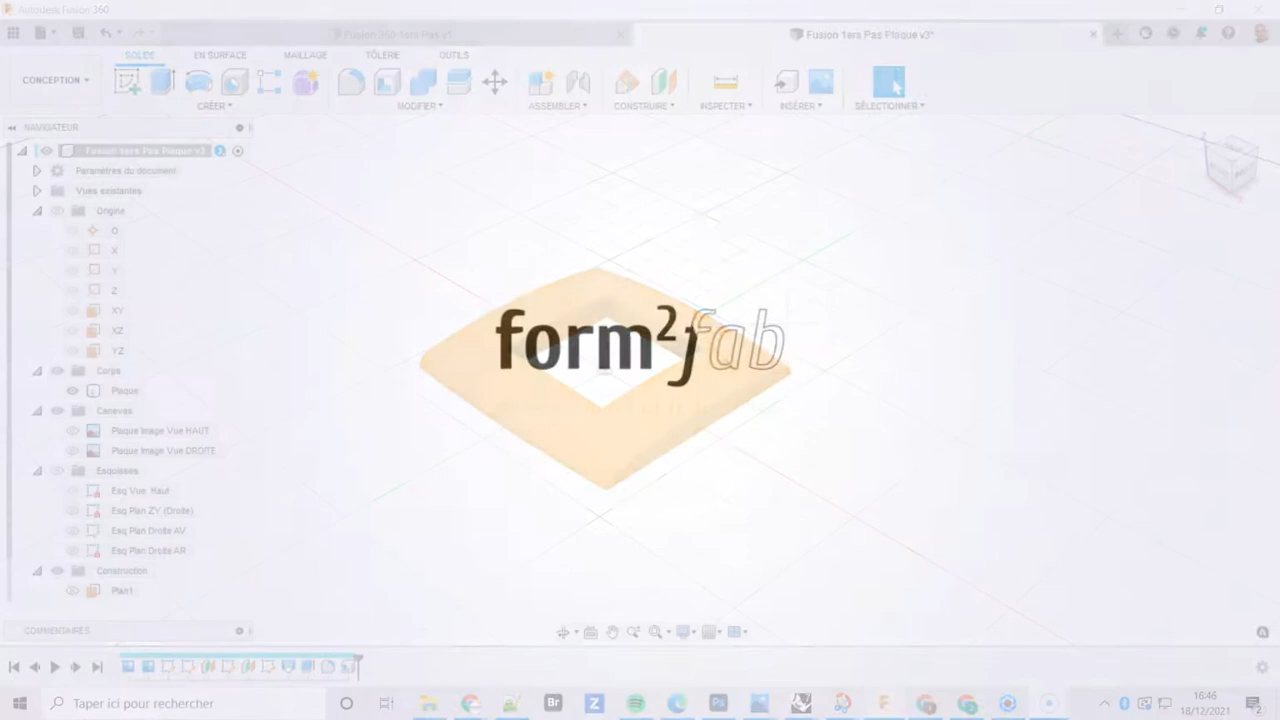 Autodesk Fusion 360
Fusion 360 1ers Pas v1
Fusion 1ers Pas Plaque v3*
SOLIDE
EN SURFACE
MAILLAGE
TÔLERIE
OUTILS
CONCEPTION
CRÉER
MODIFIER
ASSEMBLER
CONSTRUIRE
INSPECTER
INSÉRER
SÉLECTIONNER
NAVIGATEUR
Fusion 1ers Pas Plaque v3
Paramètres du document
Vues existantes
Origine
O
X
Y
Z
XY
XZ
YZ
Corps
Plaque
Canevas
Plaque Image Vue HAUT
Plaque Image Vue DROITE
Esquisses
Esq Vue Haut
Esq Plan ZY (Droite)
Esq Plan Droite AV
Esq Plan Droite AR
Construction
Plan1
form²fab
COMMENTAIRES
Taper ici pour rechercher
Br
Z
Ps
F
16:46
18/12/2021
2